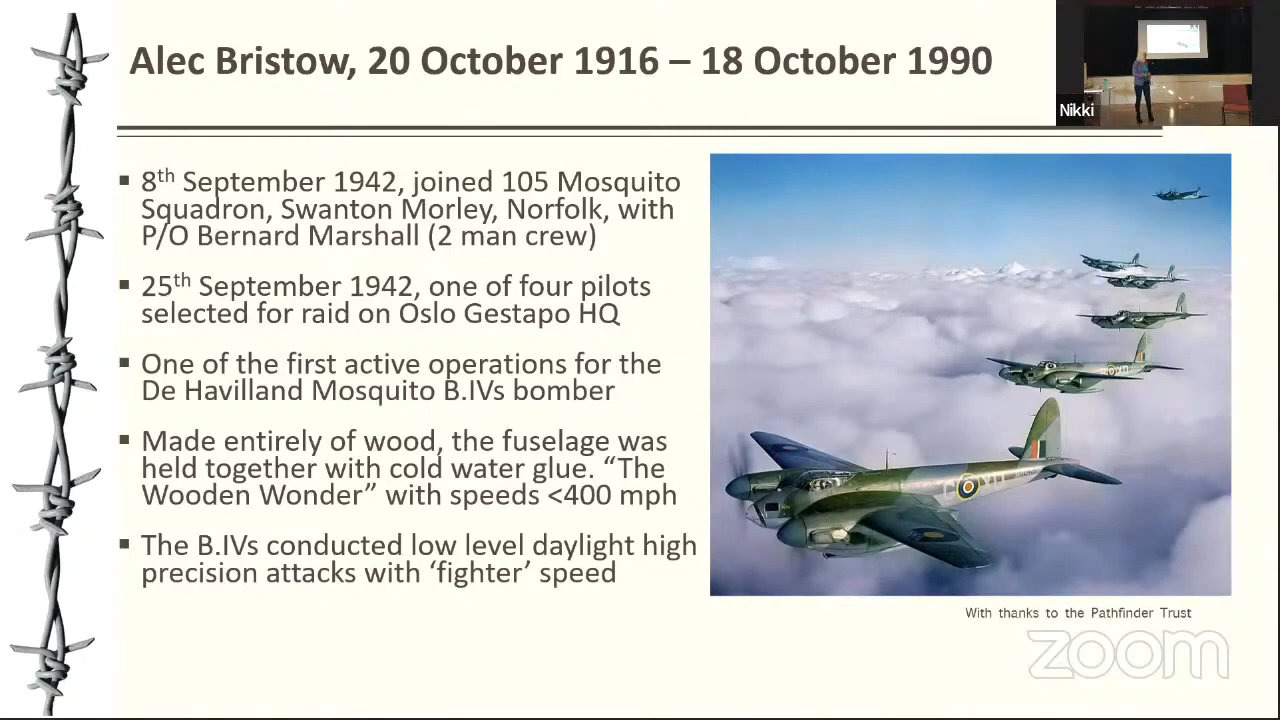 Alec Bristow, 20 October 1916 – 18 October 1990
Nikki
▪ 8th September 1942, joined 105 Mosquito
Squadron, Swanton Morley, Norfolk, with
P/O Bernard Marshall (2 man crew)
▪ 25th September 1942, one of four pilots
selected for raid on Oslo Gestapo HQ
▪ One of the first active operations for the
De Havilland Mosquito B.IVs bomber
▪ Made entirely of wood, the fuselage was
held together with cold water glue. “The
Wooden Wonder” with speeds <400 mph
▪ The B.IVs conducted low level daylight high
precision attacks with ‘fighter’ speed
With thanks to the Pathfinder Trust
zoom